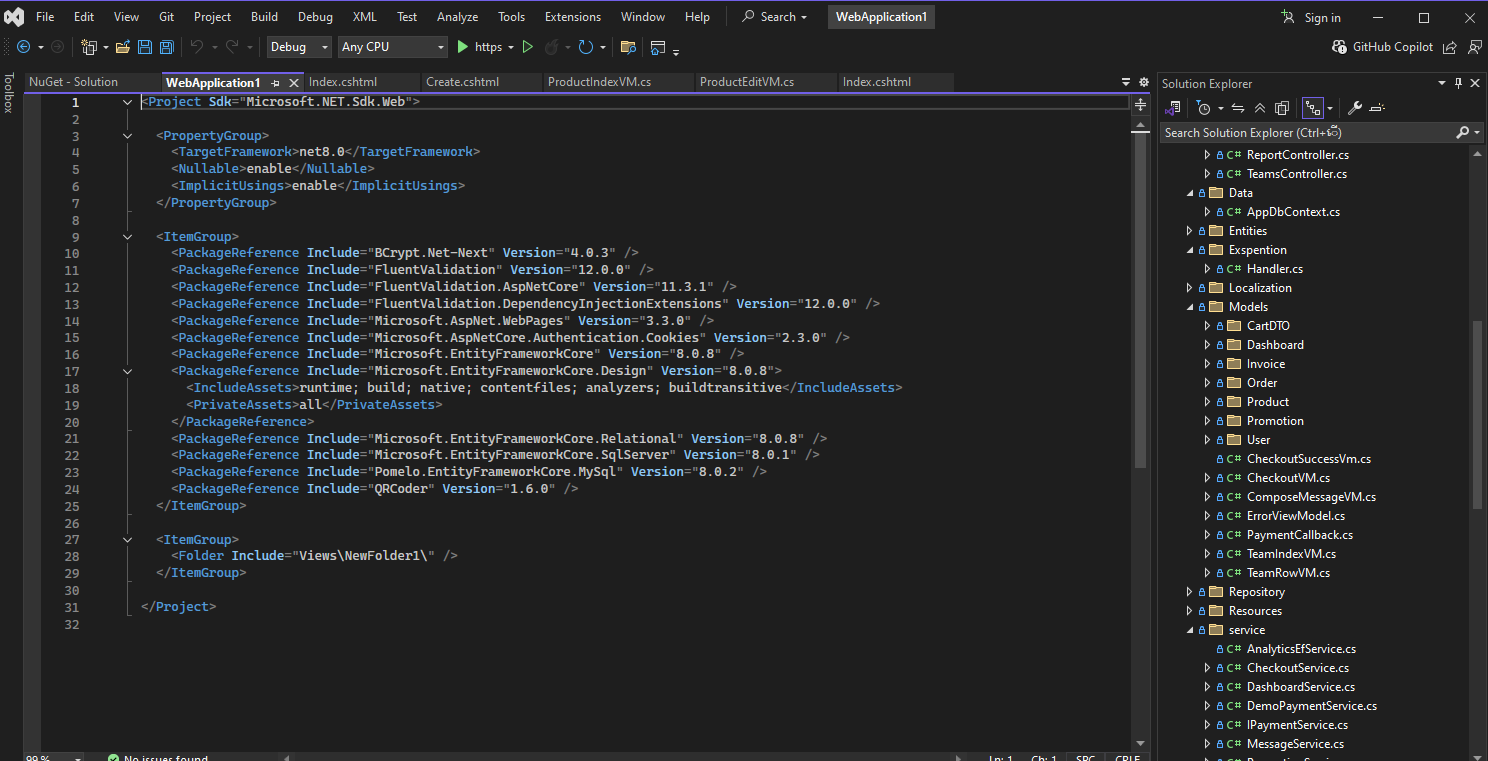 File Edit View Git Project Build Debug XML Test Analyze Tools Extensions Window Help Search WebApplication1 Sign in
Debug Any CPU https GitHub Copilot
Toolbox
NuGet - Solution WebApplication1 Index.cshtml Create.cshtml ProductIndexVM.cs ProductEditVM.cs Index.cshtml
1 <Project Sdk="Microsoft.NET.Sdk.Web">
2
3 <PropertyGroup>
4 <TargetFramework>net8.0</TargetFramework>
5 <Nullable>enable</Nullable>
6 <ImplicitUsings>enable</ImplicitUsings>
7 </PropertyGroup>
8
9 <ItemGroup>
10 <PackageReference Include="BCrypt.Net-Next" Version="4.0.3" />
11 <PackageReference Include="FluentValidation" Version="12.0.0" />
12 <PackageReference Include="FluentValidation.AspNetCore" Version="11.3.1" />
13 <PackageReference Include="FluentValidation.DependencyInjectionExtensions" Version="12.0.0" />
14 <PackageReference Include="Microsoft.AspNet.WebPages" Version="3.3.0" />
15 <PackageReference Include="Microsoft.AspNetCore.Authentication.Cookies" Version="2.3.0" />
16 <PackageReference Include="Microsoft.EntityFrameworkCore" Version="8.0.8" />
17 <PackageReference Include="Microsoft.EntityFrameworkCore.Design" Version="8.0.8">
18 <IncludeAssets>runtime; build; native; contentfiles; analyzers; buildtransitive</IncludeAssets>
19 <PrivateAssets>all</PrivateAssets>
20 </PackageReference>
21 <PackageReference Include="Microsoft.EntityFrameworkCore.Relational" Version="8.0.8" />
22 <PackageReference Include="Microsoft.EntityFrameworkCore.SqlServer" Version="8.0.1" />
23 <PackageReference Include="Pomelo.EntityFrameworkCore.MySql" Version="8.0.2" />
24 <PackageReference Include="QRCoder" Version="1.6.0" />
25 </ItemGroup>
26
27 <ItemGroup>
28 <Folder Include="Views\NewFolder1\" />
29 </ItemGroup>
30
31 </Project>
32
99 % No issues found Ln: 1 Ch: 1 SPC CRLF
Solution Explorer
Search Solution Explorer (Ctrl+
C# ReportController.cs
C# TeamsController.cs
Data
C# AppDbContext.cs
Entities
Exspention
C# Handler.cs
Localization
Models
CartDTO
Dashboard
Invoice
Order
Product
Promotion
User
C# CheckoutSuccessVm.cs
C# CheckoutVM.cs
C# ComposeMessageVM.cs
C# ErrorViewModel.cs
C# PaymentCallback.cs
C# TeamIndexVM.cs
C# TeamRowVM.cs
Repository
Resources
service
C# AnalyticsEfService.cs
C# CheckoutService.cs
C# DashboardService.cs
C# DemoPaymentService.cs
C# IPaymentService.cs
C# MessageService.cs